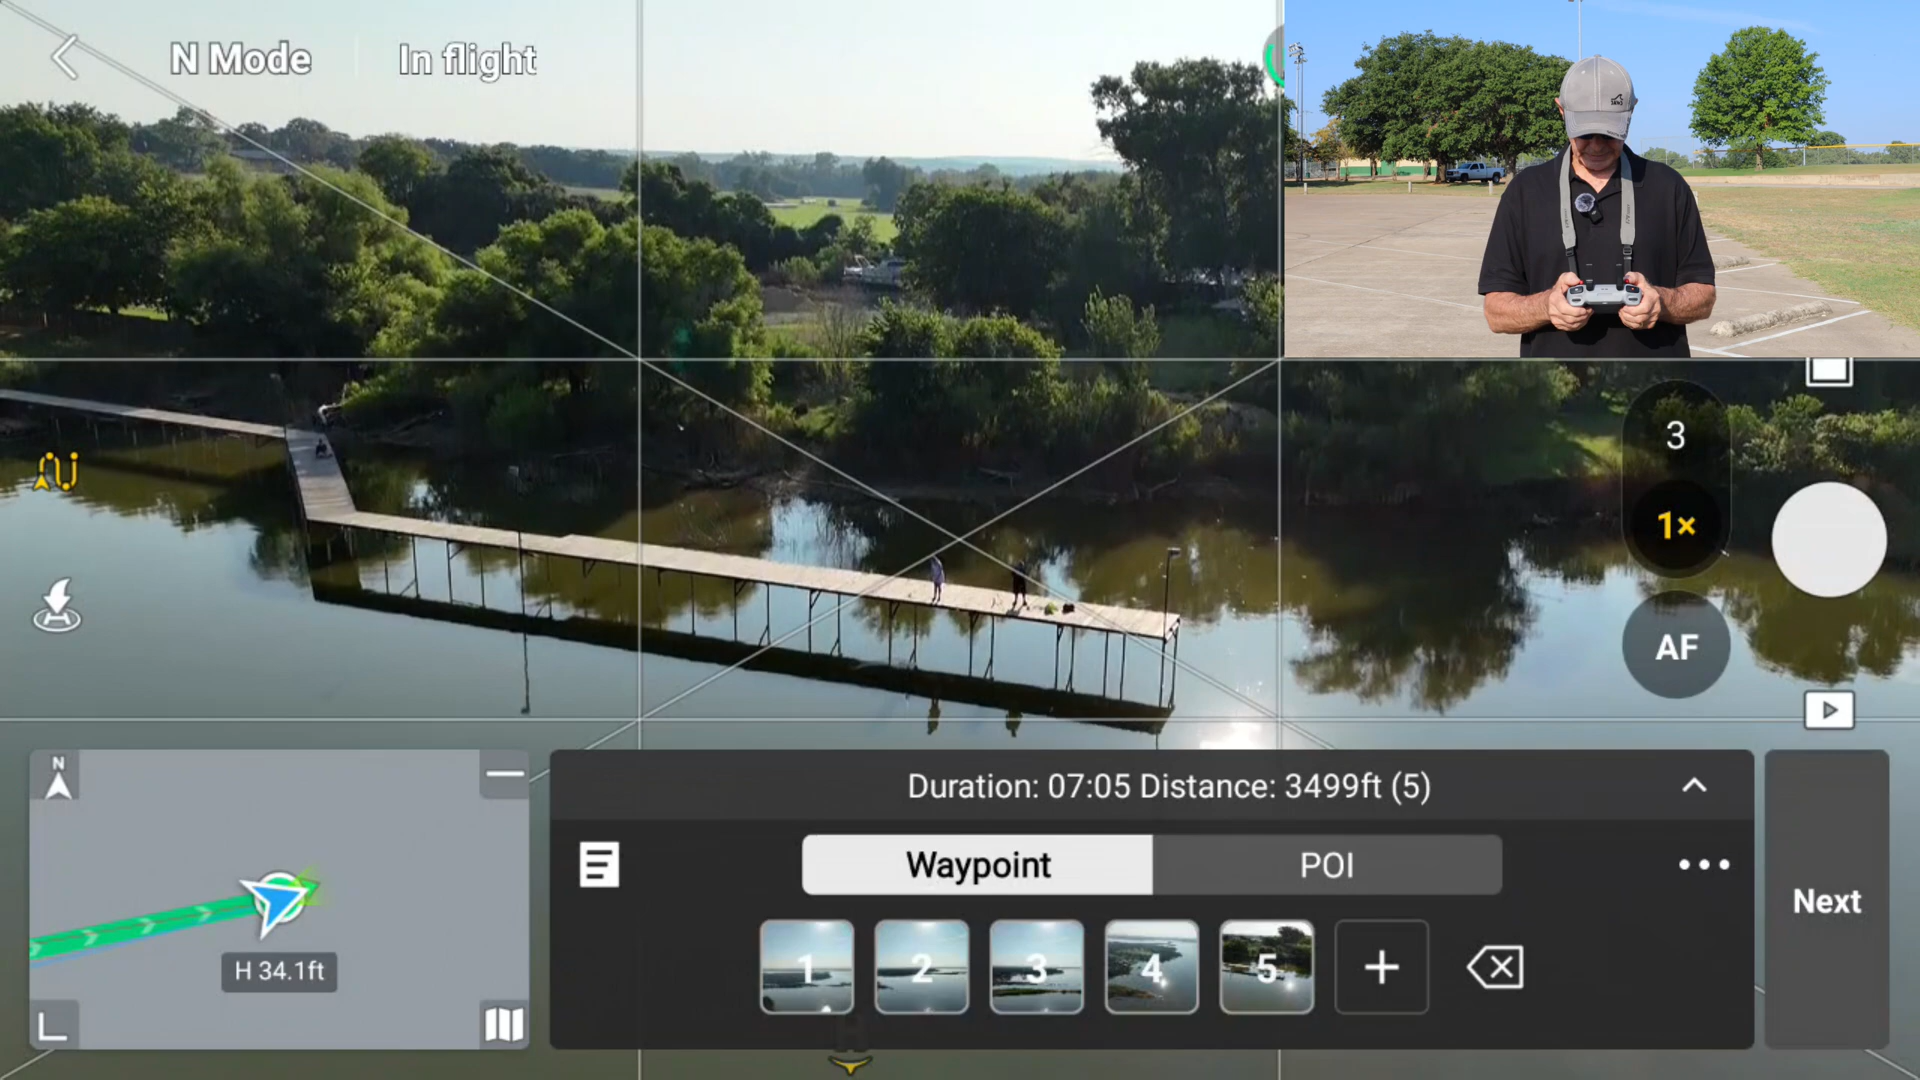 N Mode
In flight
3
1×
AF
N
H 34.1ft
Duration: 07:05 Distance: 3499ft (5)
Waypoint
POI
1
2
3
4
5
+
Next